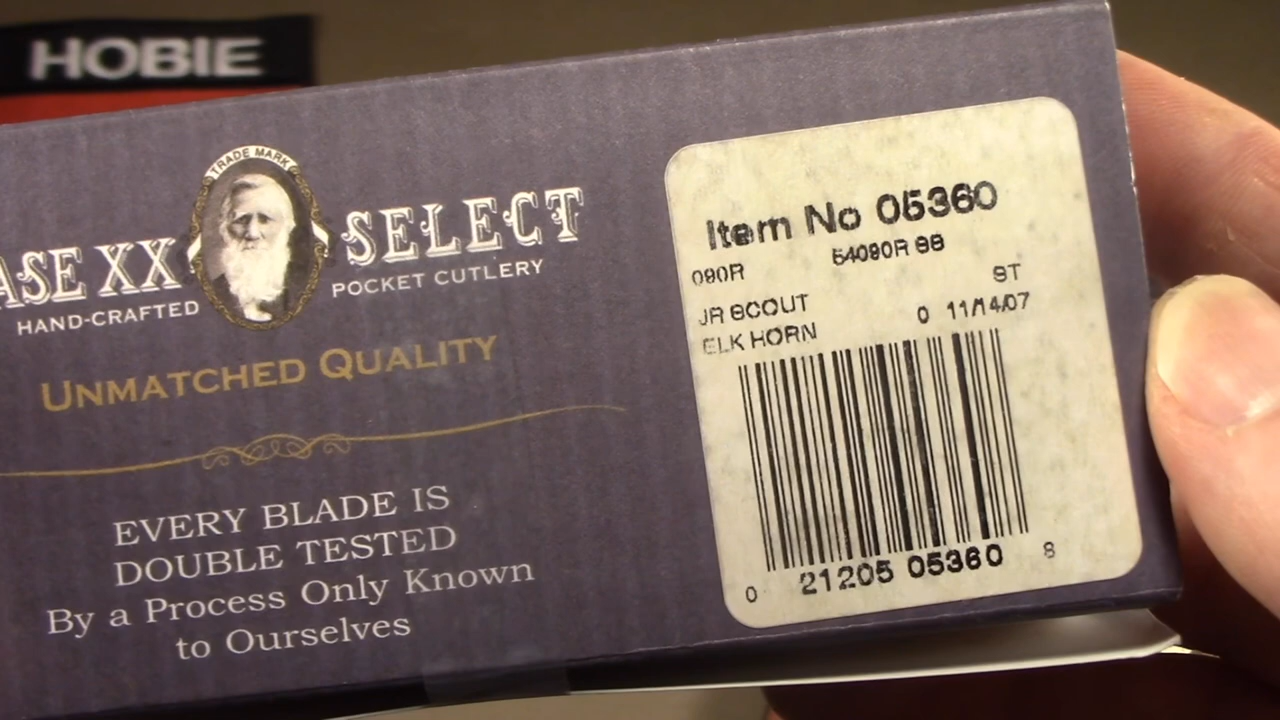 HOBIE
TRADE MARK
ASE XX SELECT
HAND-CRAFTED POCKET CUTLERY
UNMATCHED QUALITY
EVERY BLADE IS
DOUBLE TESTED
By a Process Only Known
to Ourselves
Item No 05360
54090R SS
090R
ST
JR SCOUT
0 11/14/07
ELK HORN
0 21205 05360 8